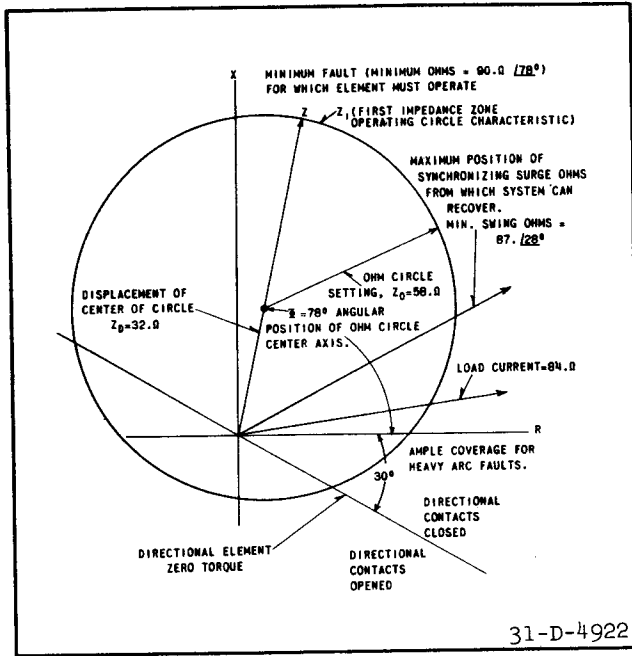 X
MINIMUM FAULT (MINIMUM OHMS = 90.Ω /78°)
FOR WHICH ELEMENT MUST OPERATE
Z
Z₁ (FIRST IMPEDANCE ZONE
OPERATING CIRCLE CHARACTERISTIC)
MAXIMUM POSITION OF
SYNCHRONIZING SURGE OHMS
FROM WHICH SYSTEM CAN
RECOVER.
MIN. SWING OHMS =
87. /28°
OHM CIRCLE
SETTING, Z₀=58.Ω
DISPLACEMENT OF
CENTER OF CIRCLE
Z_D=32.Ω
=78° ANGULAR
POSITION OF OHM CIRCLE
CENTER AXIS.
LOAD CURRENT=84.Ω
R
AMPLE COVERAGE FOR
HEAVY ARC FAULTS.
30°
DIRECTIONAL
CONTACTS
CLOSED
DIRECTIONAL ELEMENT
ZERO TORQUE
DIRECTIONAL
CONTACTS
OPENED
31-D-4922